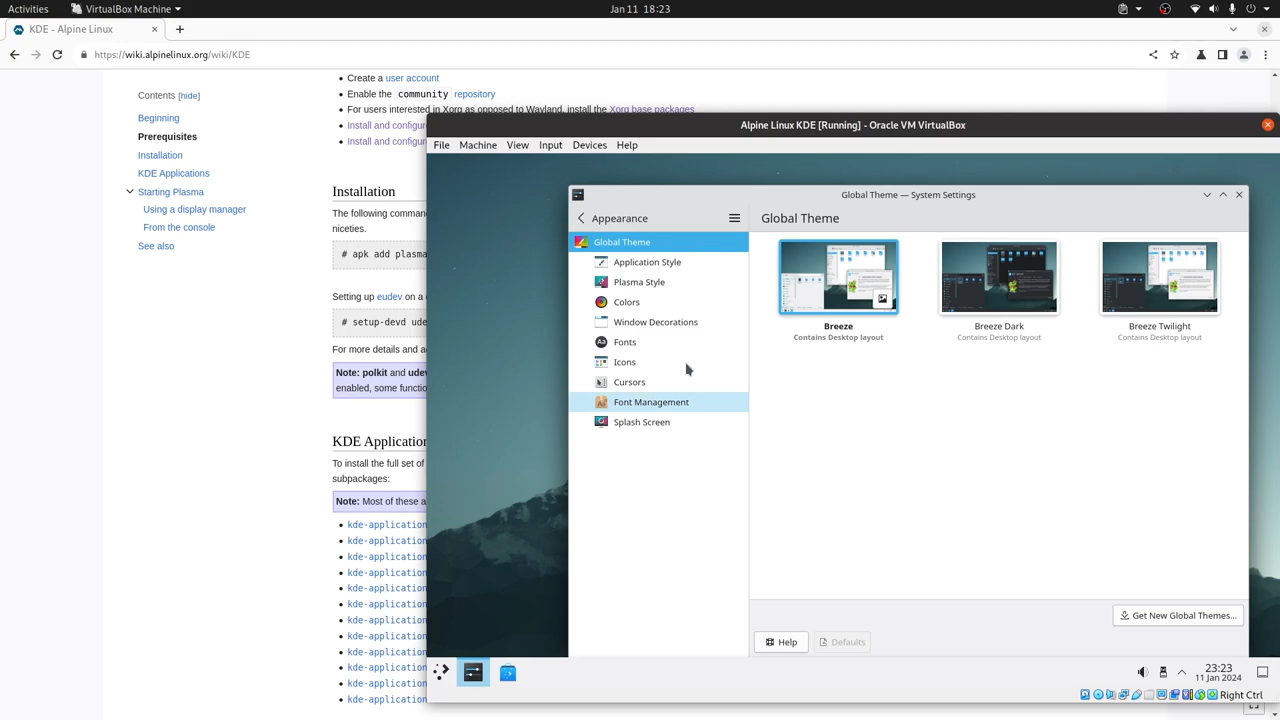 Activities
VirtualBox Machine
Jan 11 18:23
KDE - Alpine Linux
https://wiki.alpinelinux.org/wiki/KDE
Contents [hide]
Beginning
Prerequisites
Installation
KDE Applications
Starting Plasma
Using a display manager
From the console
See also
Create a user account
Enable the community repository
For users interested in Xorg as opposed to Wayland, install the Xorg base packages
Install and configur
Install and configur
Installation
The following comman
niceties.
# apk add plasma
Setting up eudev on a
# setup-devd ude
For more details and a
Note: polkit and udev
enabled, some functio
KDE Application
To install the full set of
subpackages:
Note: Most of these a
kde-application
kde-application
kde-application
kde-application
kde-application
kde-application
kde-application
kde-application
kde-application
kde-application
kde-application
kde-application
Alpine Linux KDE [Running] - Oracle VM VirtualBox
File Machine View Input Devices Help
Global Theme — System Settings
Appearance
Global Theme
Global Theme
Application Style
Plasma Style
Colors
Window Decorations
Fonts
Icons
Cursors
Font Management
Splash Screen
Breeze
Contains Desktop layout
Breeze Dark
Contains Desktop layout
Breeze Twilight
Contains Desktop layout
Get New Global Themes...
Help
Defaults
23:23
11 Jan 2024
Right Ctrl